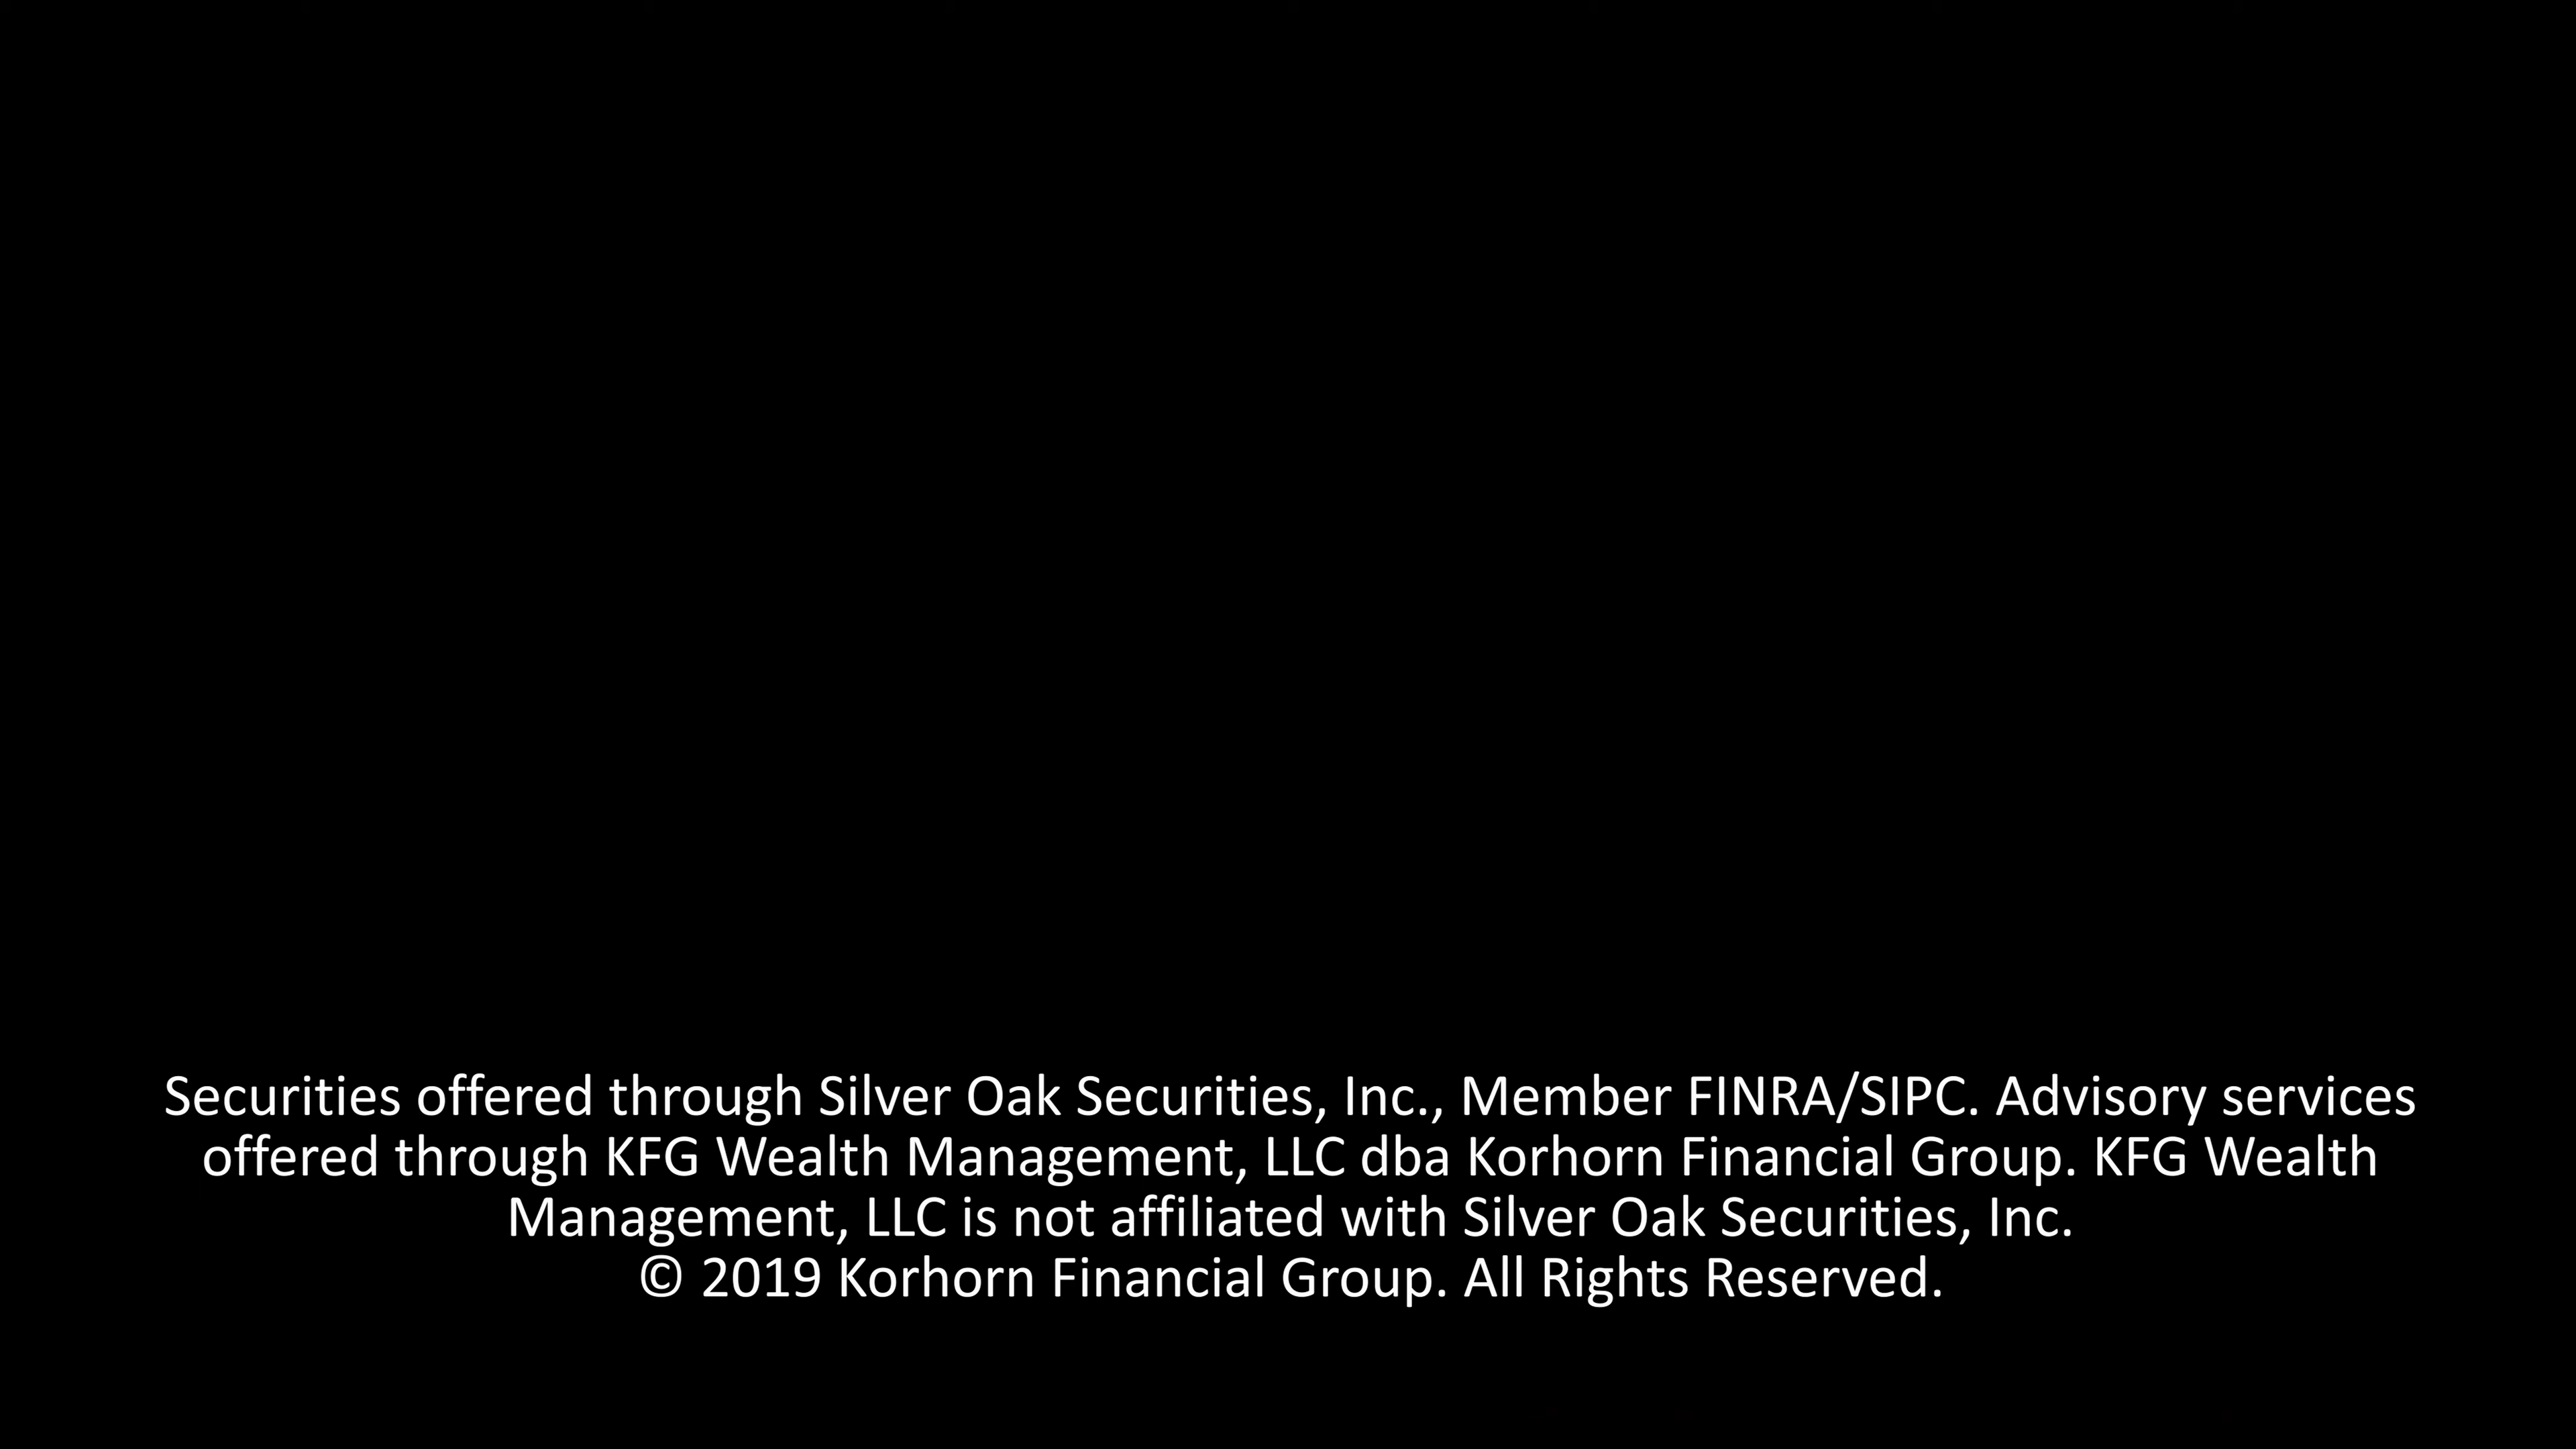 Securities offered through Silver Oak Securities, Inc., Member FINRA/SIPC. Advisory services
offered through KFG Wealth Management, LLC dba Korhorn Financial Group. KFG Wealth
Management, LLC is not affiliated with Silver Oak Securities, Inc.
© 2019 Korhorn Financial Group. All Rights Reserved.